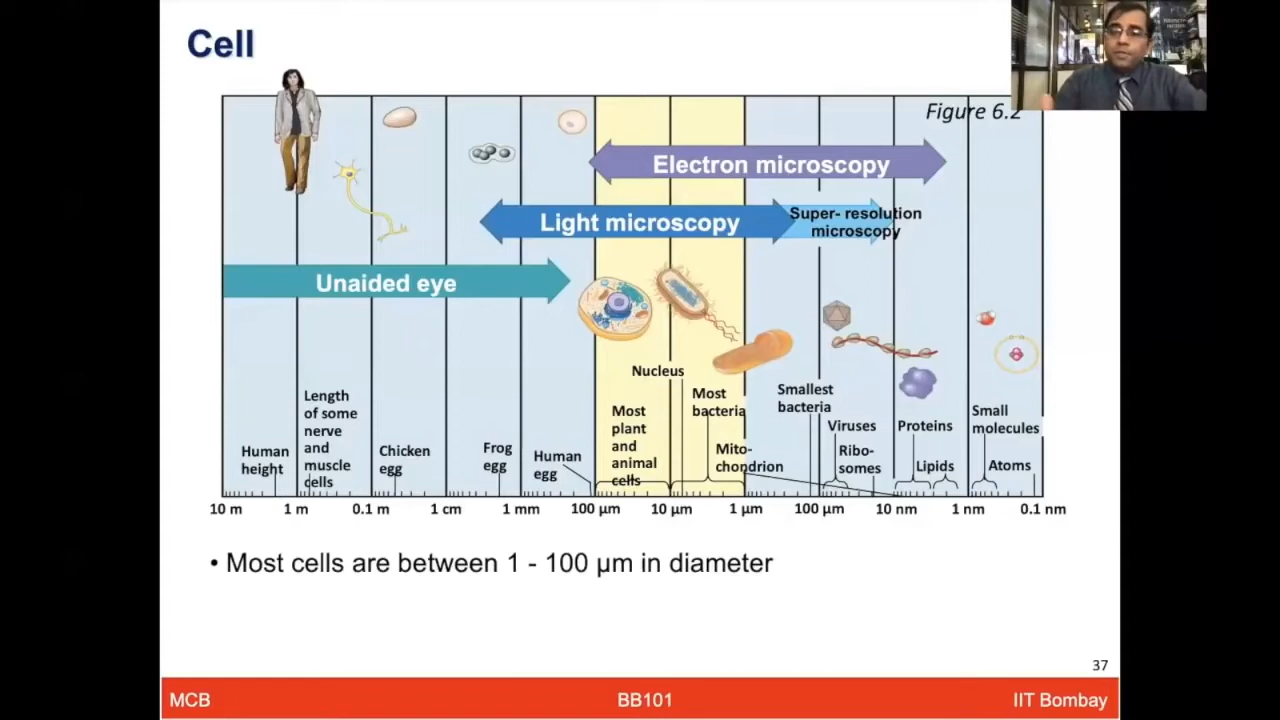 Cell
Figure 6.2
Electron microscopy
Light microscopy
Super- resolution
microscopy
Unaided eye
Human
height
Length
of some
nerve
and
muscle
cells
Chicken
egg
Frog
egg
Human
egg
Most
plant
and
animal
cells
Nucleus
Most
bacteria
Mito-
chondrion
Smallest
bacteria
Viruses
Ribo-
somes
Proteins
Lipids
Small
molecules
Atoms
10 m
1 m
0.1 m
1 cm
1 mm
100 µm
10 µm
1 µm
100 µm
10 nm
1 nm
0.1 nm
• Most cells are between 1 - 100 µm in diameter
37
MCB
BB101
IIT Bombay